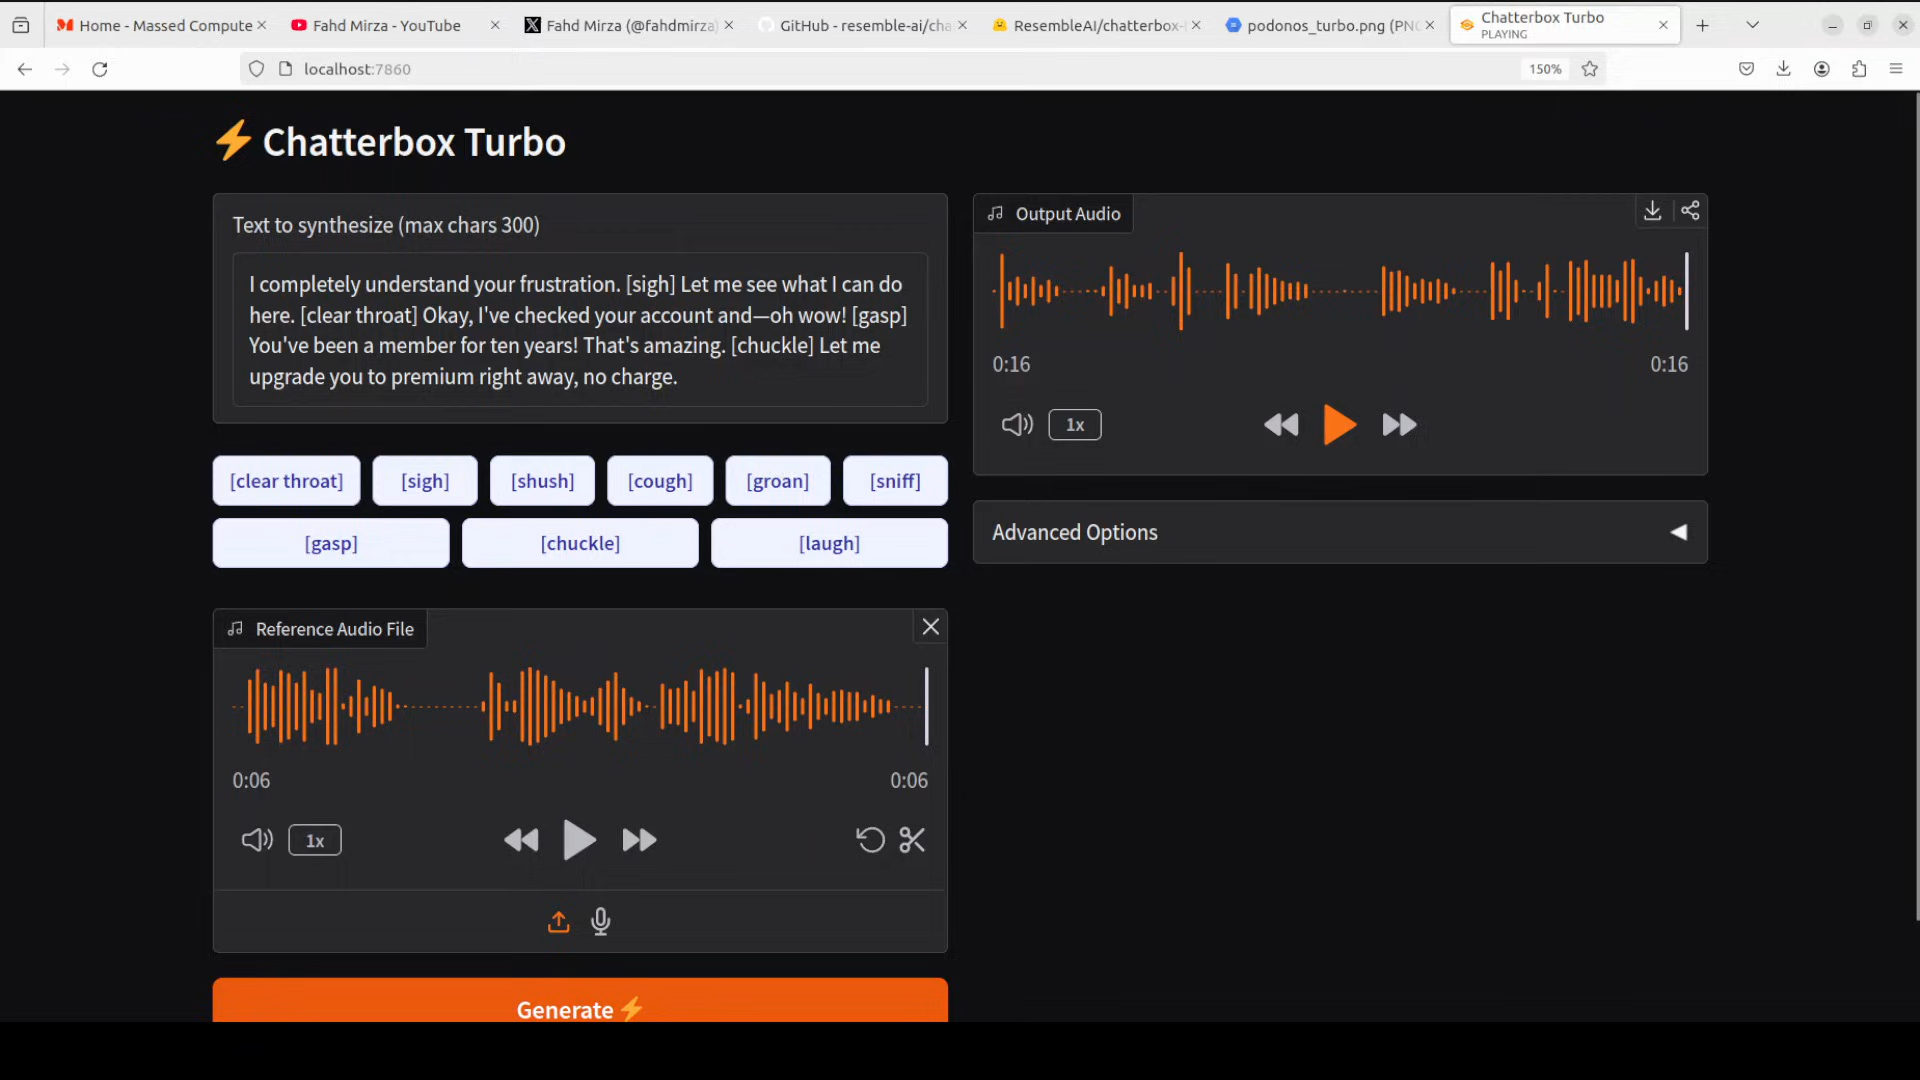 Home - Massed Compute
Fahd Mirza - YouTube
Fahd Mirza (@fahdmirza)
GitHub - resemble-ai/cha
ResembleAI/chatterbox-
podonos_turbo.png (PNG
Chatterbox Turbo
PLAYING
localhost:7860
150%
⚡ Chatterbox Turbo
Text to synthesize (max chars 300)
I completely understand your frustration. [sigh] Let me see what I can do
here. [clear throat] Okay, I've checked your account and—oh wow! [gasp]
You've been a member for ten years! That's amazing. [chuckle] Let me
upgrade you to premium right away, no charge.
[clear throat]
[sigh]
[shush]
[cough]
[groan]
[sniff]
[gasp]
[chuckle]
[laugh]
Reference Audio File
0:06
0:06
1x
Generate ⚡
Output Audio
0:16
0:16
1x
Advanced Options